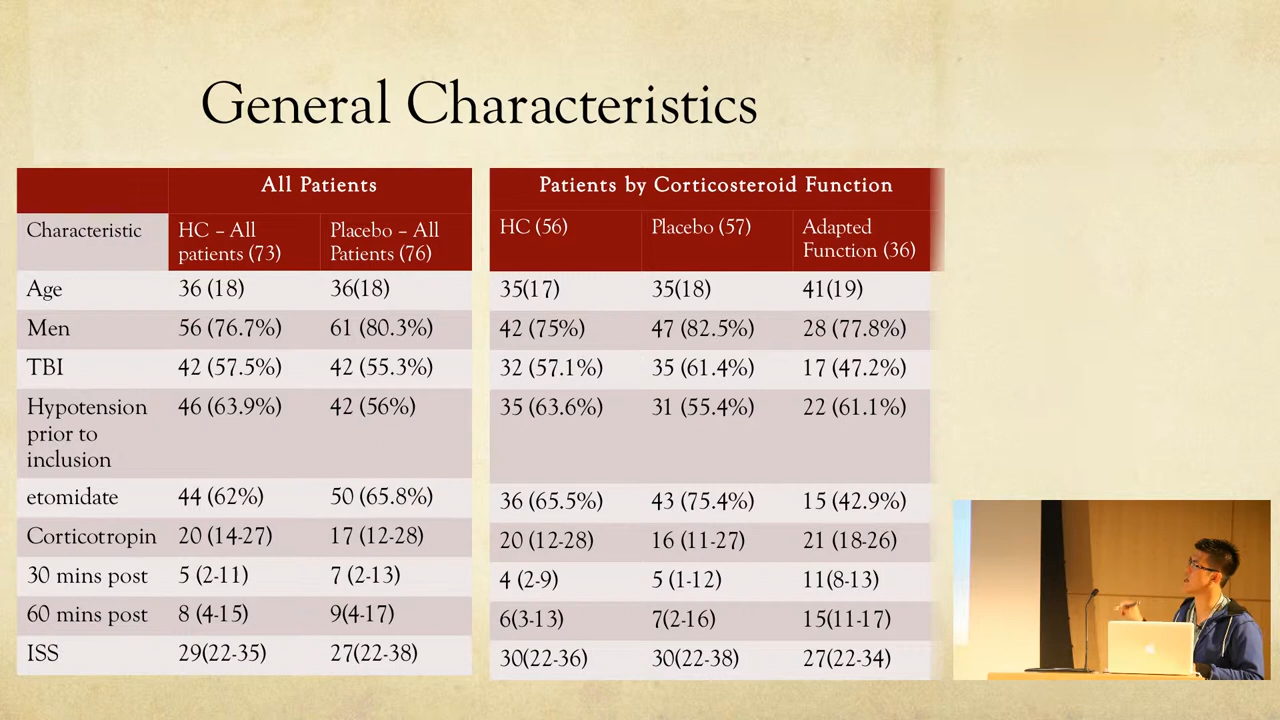 General Characteristics
All Patients
Characteristic HC – All patients (73) Placebo – All Patients (76)
Age 36 (18) 36(18)
Men 56 (76.7%) 61 (80.3%)
TBI 42 (57.5%) 42 (55.3%)
Hypotension prior to inclusion 46 (63.9%) 42 (56%)
etomidate 44 (62%) 50 (65.8%)
Corticotropin 20 (14-27) 17 (12-28)
30 mins post 5 (2-11) 7 (2-13)
60 mins post 8 (4-15) 9(4-17)
ISS 29(22-35) 27(22-38)
Patients by Corticosteroid Function
HC (56) Placebo (57) Adapted Function (36)
35(17) 35(18) 41(19)
42 (75%) 47 (82.5%) 28 (77.8%)
32 (57.1%) 35 (61.4%) 17 (47.2%)
35 (63.6%) 31 (55.4%) 22 (61.1%)
36 (65.5%) 43 (75.4%) 15 (42.9%)
20 (12-28) 16 (11-27) 21 (18-26)
4 (2-9) 5 (1-12) 11(8-13)
6(3-13) 7(2-16) 15(11-17)
30(22-36) 30(22-38) 27(22-34)